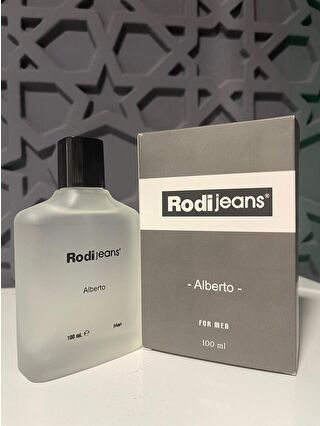 Rodijeans®
Alberto
100 mL ℮ Men
Rodijeans®
- Alberto -
FOR MEN
100 ml